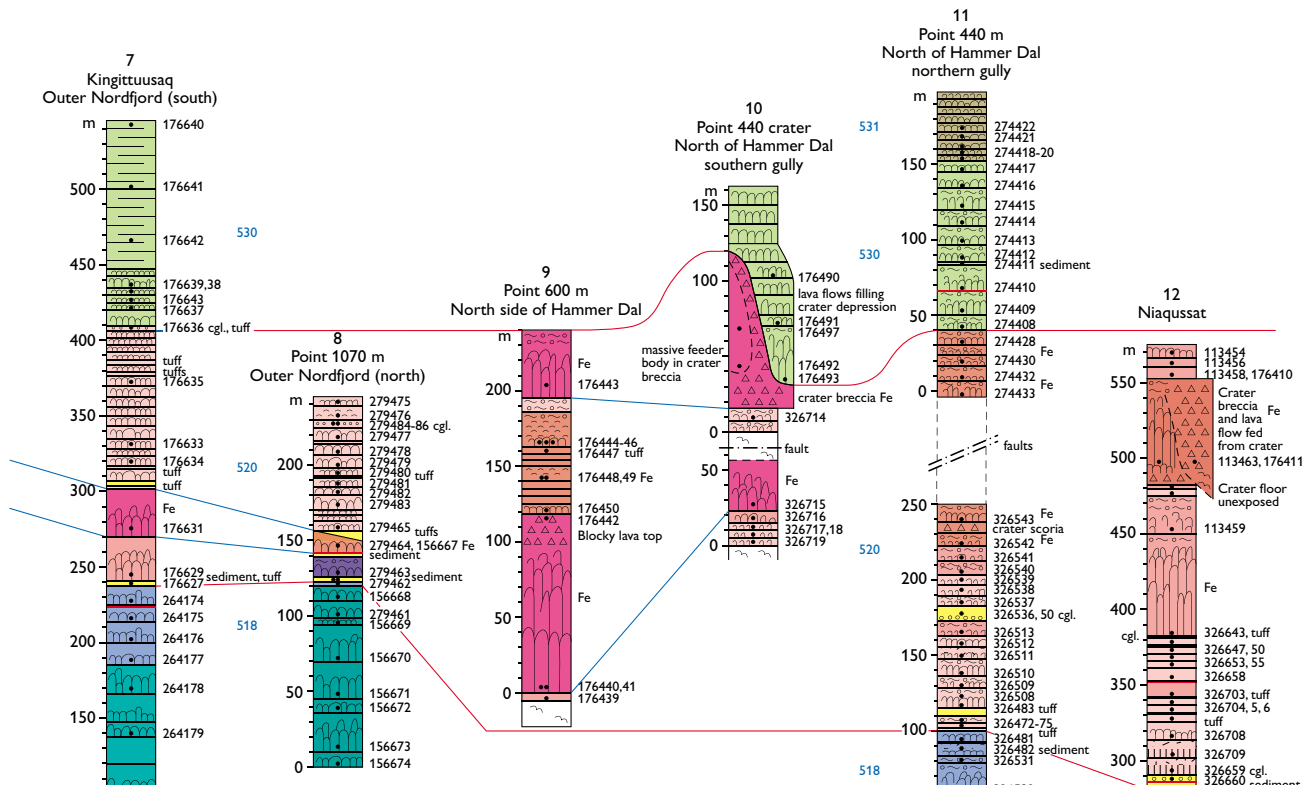 7
Kingittuusaq
Outer Nordfjord (south)
m
500
450
400
350
300
250
200
150
176640
176641
176642
176639,38
176643
176637
176636 cgl., tuff
tuff
tuffs
176635
176633
176634
tuff
tuff
Fe
176631
176629
sediment, tuff
176627
264174
264175
264176
264177
264178
264179
530
520
518
8
Point 1070 m
Outer Nordfjord (north)
m
200
150
100
50
0
279475
279476
279484-86 cgl.
279477
279478
279479
279480 tuff
279481
279482
279483
279465 tuffs
279464, 156667 Fe
sediment
279463 sediment
279462
156668
279461
156669
156670
156671
156672
156673
156674
9
Point 600 m
North side of Hammer Dal
m
200
150
100
50
0
Fe
176443
176444-46
176447 tuff
176448,49 Fe
176450
176442
Blocky lava top
Fe
176440,41
176439
10
Point 440 crater
North of Hammer Dal
southern gully
m
150
100
0
50
0
176490
lava flows filling
crater depression
176491
176497
massive feeder
body in crater
breccia
176492
176493
crater breccia Fe
326714
fault
Fe
326715
326716
326717,18
326719
11
Point 440 m
North of Hammer Dal
northern gully
m
150
100
50
0
250
200
150
100
531
530
520
518
274422
274421
274418-20
274417
274416
274415
274414
274413
274412
274411 sediment
274410
274409
274408
274428
Fe
274430
274432
Fe
274433
faults
Fe
326543
crater scoria
326542 Fe
326541
326540
326539
326538
326537
326536, 50 cgl.
326513
326512
326511
326510
326509
326508
326483 tuff
326472-75
tuff
326481
326482 sediment
326531
12
Niaqussat
m
550
500
450
400
350
300
113454
113456
113458, 176410
Crater
breccia
and lava
flow fed
from crater
Fe
113463, 176411
Crater floor
unexposed
113459
Fe
cgl.
326643, tuff
326647, 50
326653, 55
326658
326703, tuff
326704, 5, 6
tuff
326708
326709
326659 cgl.
326660 sediment